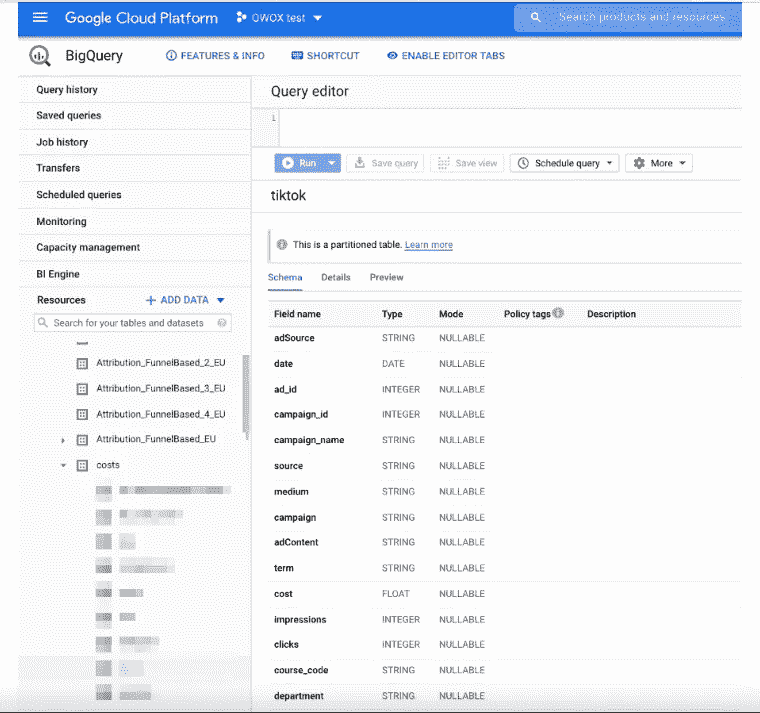 Google Cloud Platform OWOX test Search products and resources
BigQuery FEATURES & INFO SHORTCUT ENABLE EDITOR TABS
Query history
Saved queries
Job history
Transfers
Scheduled queries
Monitoring
Capacity management
BI Engine
Resources + ADD DATA
Search for your tables and datasets
Attribution_FunnelBased_2_EU
Attribution_FunnelBased_3_EU
Attribution_FunnelBased_4_EU
Attribution_FunnelBased_EU
costs
Query editor
1
Run Save query Save view Schedule query More
tiktok
This is a partitioned table. Learn more
Schema Details Preview
Field name Type Mode Policy tags Description
adSource STRING NULLABLE
date DATE NULLABLE
ad_id INTEGER NULLABLE
campaign_id INTEGER NULLABLE
campaign_name STRING NULLABLE
source STRING NULLABLE
medium STRING NULLABLE
campaign STRING NULLABLE
adContent STRING NULLABLE
term STRING NULLABLE
cost FLOAT NULLABLE
impressions INTEGER NULLABLE
clicks INTEGER NULLABLE
course_code STRING NULLABLE
department STRING NULLABLE